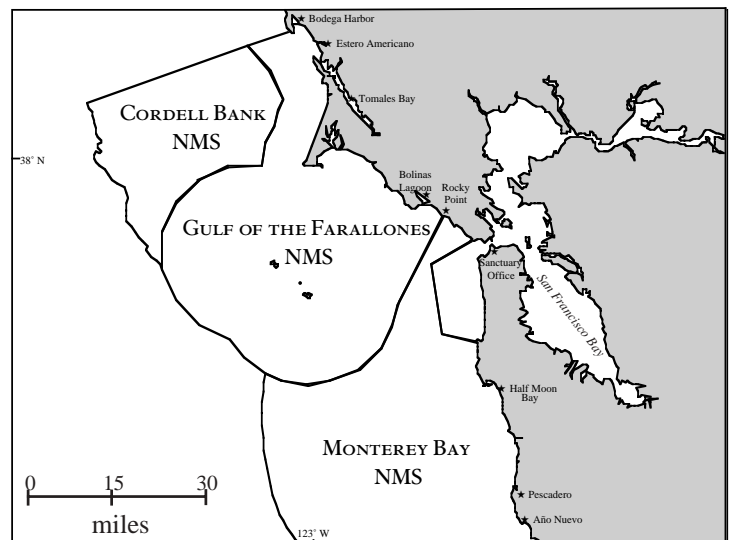 Bodega Harbor
Estero Americano
Tomales Bay
CORDELL BANK
NMS
38° N
Bolinas
Lagoon
Rocky
Point
GULF OF THE FARALLONES
NMS
Sanctuary
Office
San Francisco Bay
Half Moon
Bay
MONTEREY BAY
NMS
0 15 30
miles
Pescadero
Año Nuevo
123° W